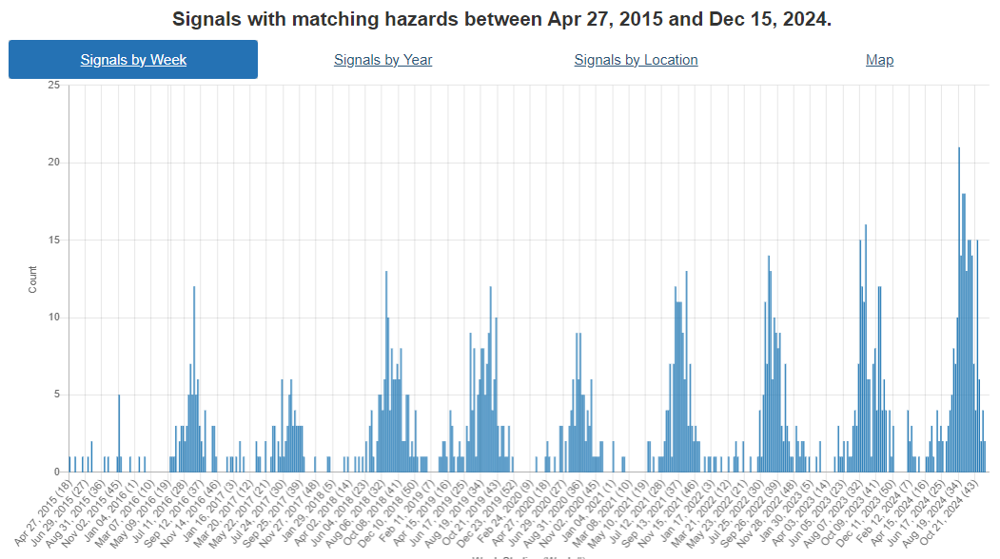 Signals with matching hazards between Apr 27, 2015 and Dec 15, 2024.
Signals by Week
Signals by Year
Signals by Location
Map
25
20
15
10
5
0
Count
Apr 27, 2015 (18)
Jun 29, 2015 (27)
Aug 31, 2015 (36)
Nov 02, 2015 (45)
Jan 04, 2016 (1)
Mar 07, 2016 (10)
May 09, 2016 (19)
Jul 11, 2016 (28)
Sep 12, 2016 (37)
Nov 14, 2016 (46)
Jan 16, 2017 (3)
Mar 20, 2017 (12)
May 22, 2017 (21)
Jul 24, 2017 (30)
Sep 25, 2017 (39)
Nov 27, 2017 (48)
Jan 29, 2018 (5)
Apr 02, 2018 (14)
Jun 04, 2018 (23)
Aug 06, 2018 (32)
Oct 08, 2018 (41)
Dec 10, 2018 (50)
Feb 11, 2019 (7)
Apr 15, 2019 (16)
Jun 17, 2019 (25)
Aug 19, 2019 (34)
Oct 21, 2019 (43)
Dec 23, 2019 (52)
Feb 24, 2020 (9)
Apr 27, 2020 (18)
Jun 29, 2020 (27)
Aug 31, 2020 (36)
Nov 02, 2020 (45)
Jan 04, 2021 (1)
Mar 08, 2021 (10)
May 10, 2021 (19)
Jul 12, 2021 (28)
Sep 13, 2021 (37)
Nov 15, 2021 (46)
Jan 17, 2022 (3)
Mar 21, 2022 (12)
May 23, 2022 (21)
Jul 25, 2022 (30)
Sep 26, 2022 (39)
Nov 28, 2022 (48)
Jan 30, 2023 (5)
Apr 03, 2023 (14)
Jun 05, 2023 (23)
Aug 07, 2023 (32)
Oct 09, 2023 (41)
Dec 11, 2023 (50)
Feb 12, 2024 (7)
Apr 15, 2024 (16)
Jun 17, 2024 (25)
Aug 19, 2024 (34)
Oct 21, 2024 (43)